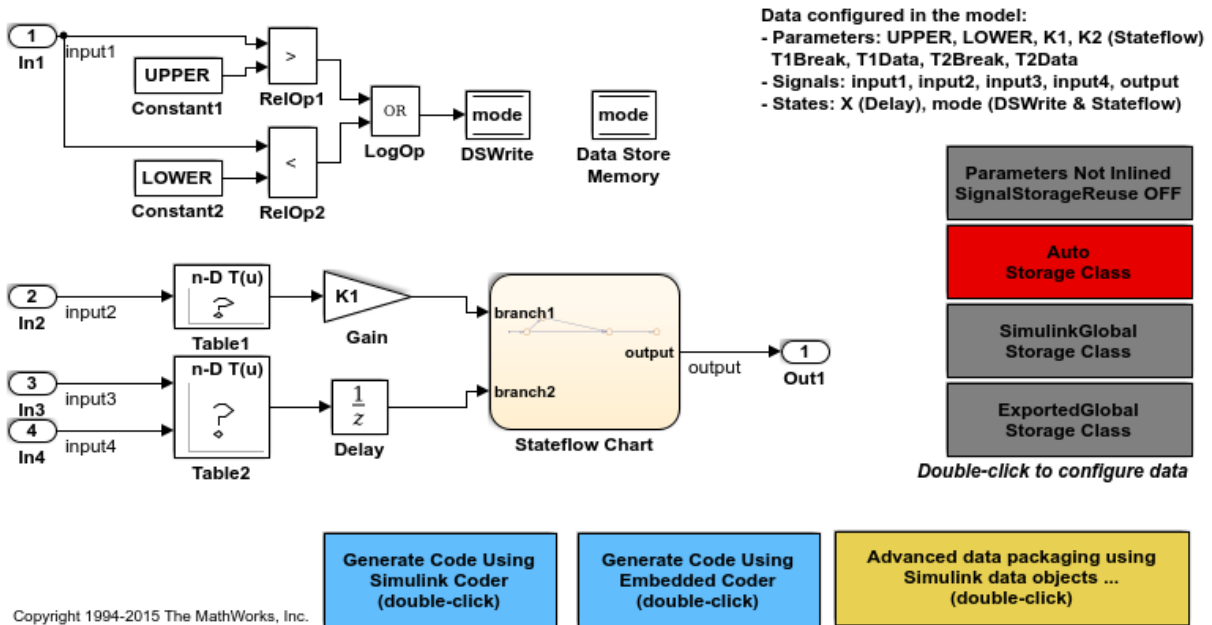 Data configured in the model:
- Parameters: UPPER, LOWER, K1, K2 (Stateflow)
T1Break, T1Data, T2Break, T2Data
- Signals: input1, input2, input3, input4, output
- States: X (Delay), mode (DSWrite & Stateflow)
1
input1
In1
UPPER
Constant1
>
RelOp1
LOWER
Constant2
<
RelOp2
OR
LogOp
mode
DSWrite
mode
Data Store
Memory
Parameters Not Inlined
SignalStorageReuse OFF
Auto
Storage Class
SimulinkGlobal
Storage Class
ExportedGlobal
Storage Class
Double-click to configure data
2
input2
In2
n-D T(u)
?
Table1
K1
Gain
3
input3
In3
4
input4
In4
n-D T(u)
?
Table2
1
z
Delay
branch1
branch2
output
Stateflow Chart
output
1
Out1
Generate Code Using
Simulink Coder
(double-click)
Generate Code Using
Embedded Coder
(double-click)
Advanced data packaging using
Simulink data objects ...
(double-click)
Copyright 1994-2015 The MathWorks, Inc.